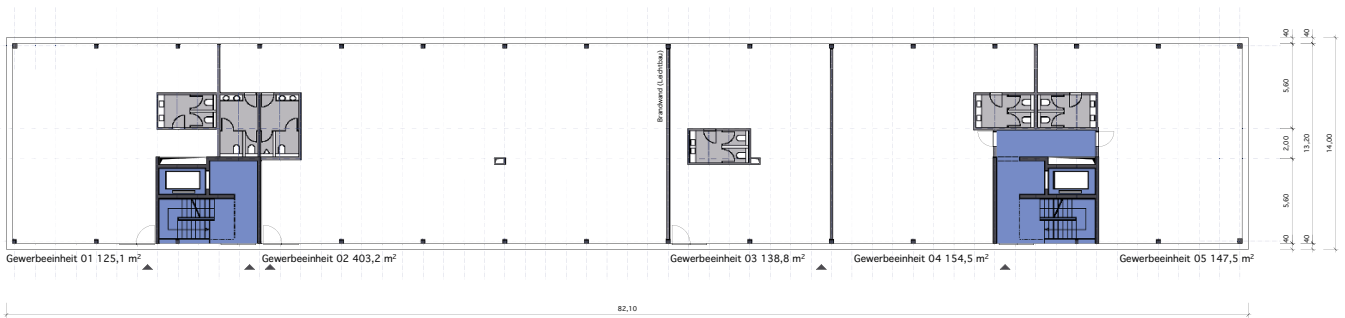 Brandwand (Leichtbau)
40
40
5,60
2,00
13,20
14,00
5,60
40
40
Gewerbeeinheit 01 125,1 m²
Gewerbeeinheit 02 403,2 m²
Gewerbeeinheit 03 138,8 m²
Gewerbeeinheit 04 154,5 m²
Gewerbeeinheit 05 147,5 m²
82,10